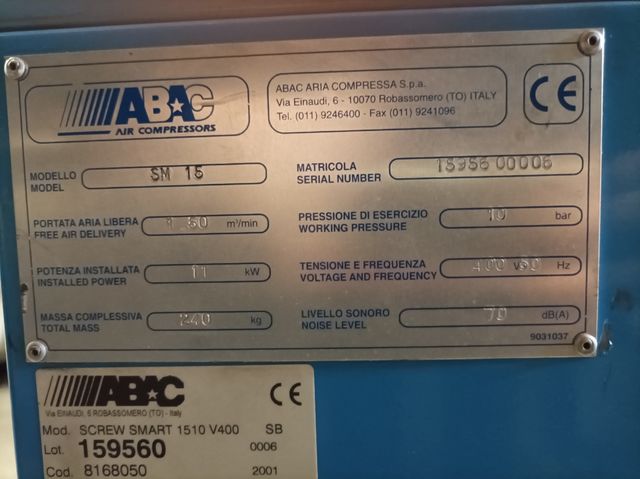 ABAC
AIR COMPRESSORS
ABAC ARIA COMPRESSA S.p.a.
Via Einaudi, 6 - 10070 Robassomero (TO) ITALY
Tel. (011) 9246400 - Fax (011) 9241096
CE
MODELLO
MODEL
SM 15
MATRICOLA
SERIAL NUMBER
PORTATA ARIA LIBERA
FREE AIR DELIVERY
m³/min
PRESSIONE DI ESERCIZIO
WORKING PRESSURE
10 bar
POTENZA INSTALLATA
INSTALLED POWER
11 kW
TENSIONE E FREQUENZA
VOLTAGE AND FREQUENCY
400 V 50 Hz
MASSA COMPLESSIVA
TOTAL MASS
240 kg
LIVELLO SONORO
NOISE LEVEL
70 dB(A)
9031037
ABAC CE
Via EINAUDI, 6 ROBASSOMERO (TO) - Italy
Mod. SCREW SMART 1510 V400 SB
Lot. 159560 0006
Cod. 8168050 2001